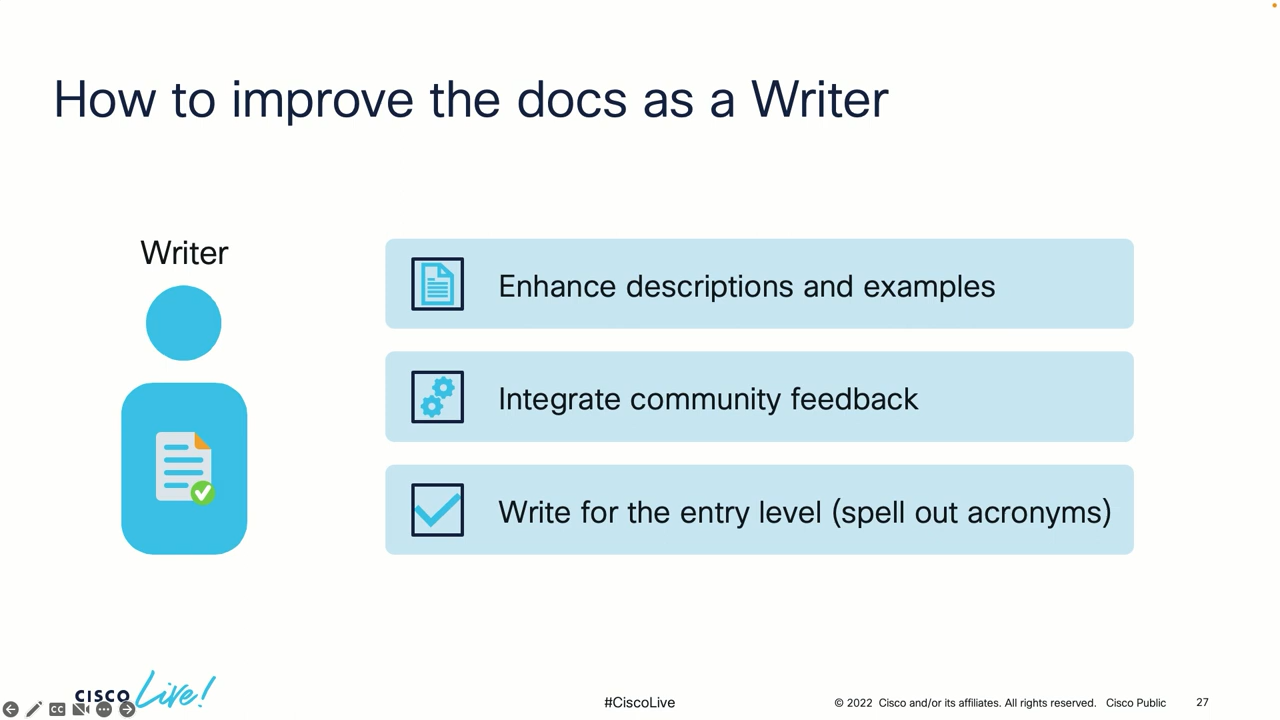 How to improve the docs as a Writer
Writer
Enhance descriptions and examples
Integrate community feedback
Write for the entry level (spell out acronyms)
CISCO Live!
CC
#CiscoLive
© 2022 Cisco and/or its affiliates. All rights reserved. Cisco Public
27